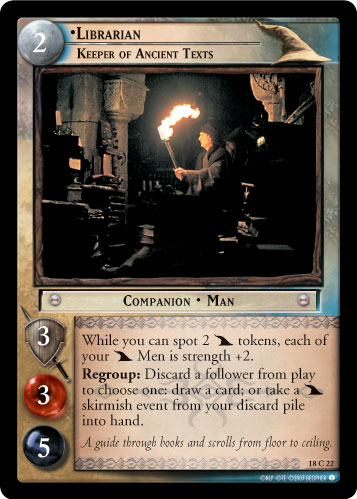 2
•Librarian
Keeper of Ancient Texts
Companion • Man
3
3
5
While you can spot 2 tokens, each of
your Men is strength +2.
Regroup: Discard a follower from play
to choose one: draw a card; or take a
skirmish event from your discard pile
into hand.
A guide through books and scrolls from floor to ceiling.
18 C 22